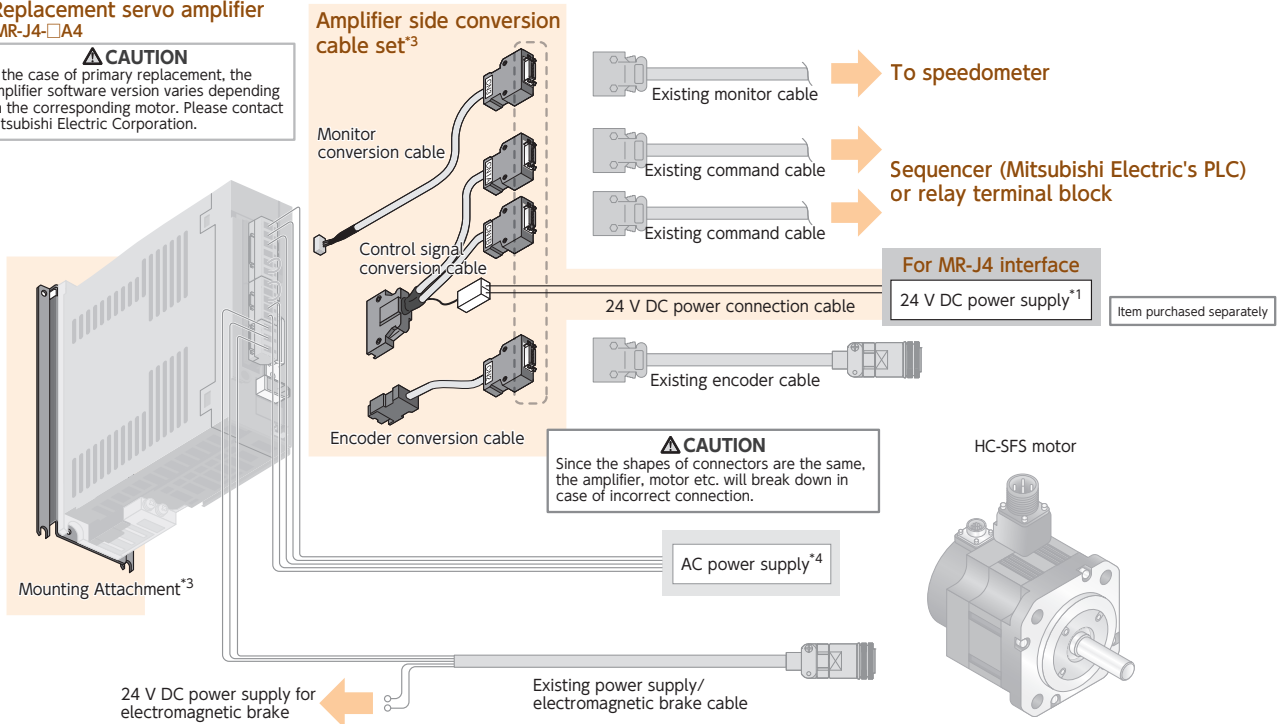 Replacement servo amplifier
MR-J4-□A4
⚠ CAUTION
the case of primary replacement, the
amplifier software version varies depending
the corresponding motor. Please contact
Mitsubishi Electric Corporation.
Amplifier side conversion
cable set*3
Monitor
conversion cable
Control signal
conversion cable
Encoder conversion cable
Existing monitor cable
To speedometer
Existing command cable
Existing command cable
Sequencer (Mitsubishi Electric's PLC)
or relay terminal block
24 V DC power connection cable
For MR-J4 interface
24 V DC power supply*1
Item purchased separately
Existing encoder cable
⚠ CAUTION
Since the shapes of connectors are the same,
the amplifier, motor etc. will break down in
case of incorrect connection.
HC-SFS motor
AC power supply*4
Mounting Attachment*3
24 V DC power supply for
electromagnetic brake
Existing power supply/
electromagnetic brake cable